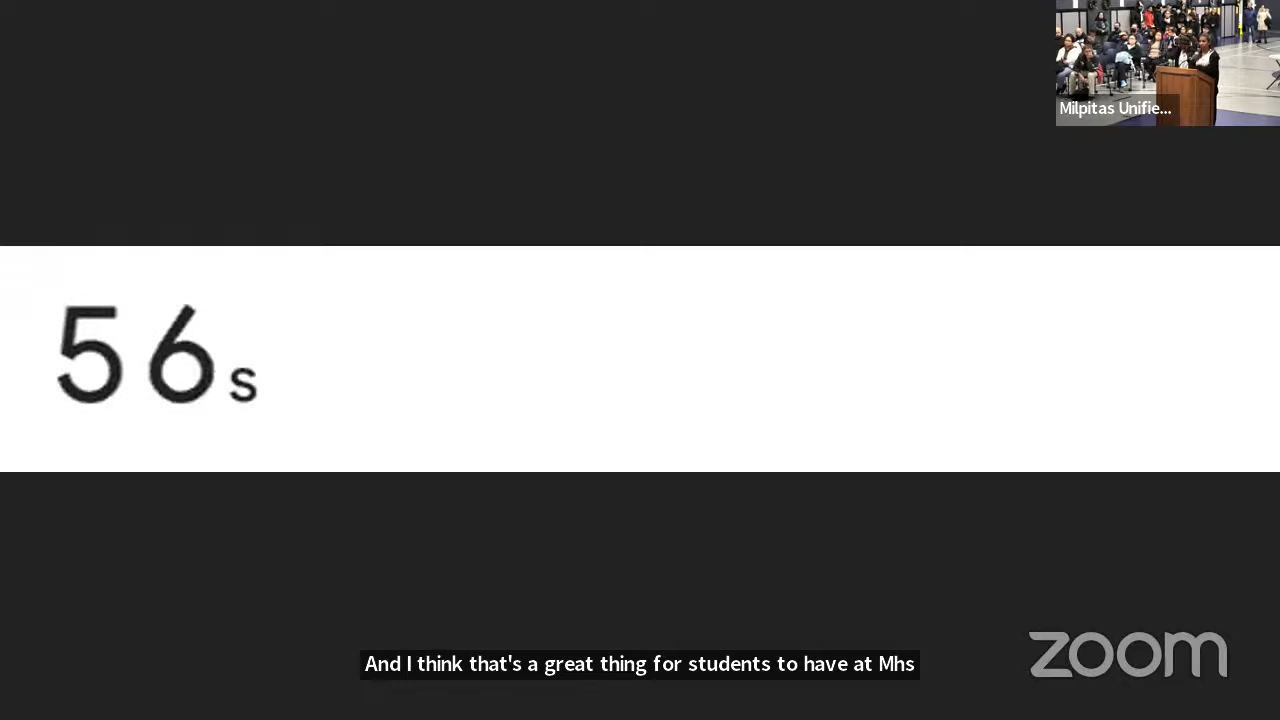 Milpitas Unifie...
56s
And I think that's a great thing for students to have at Mhs
zoom